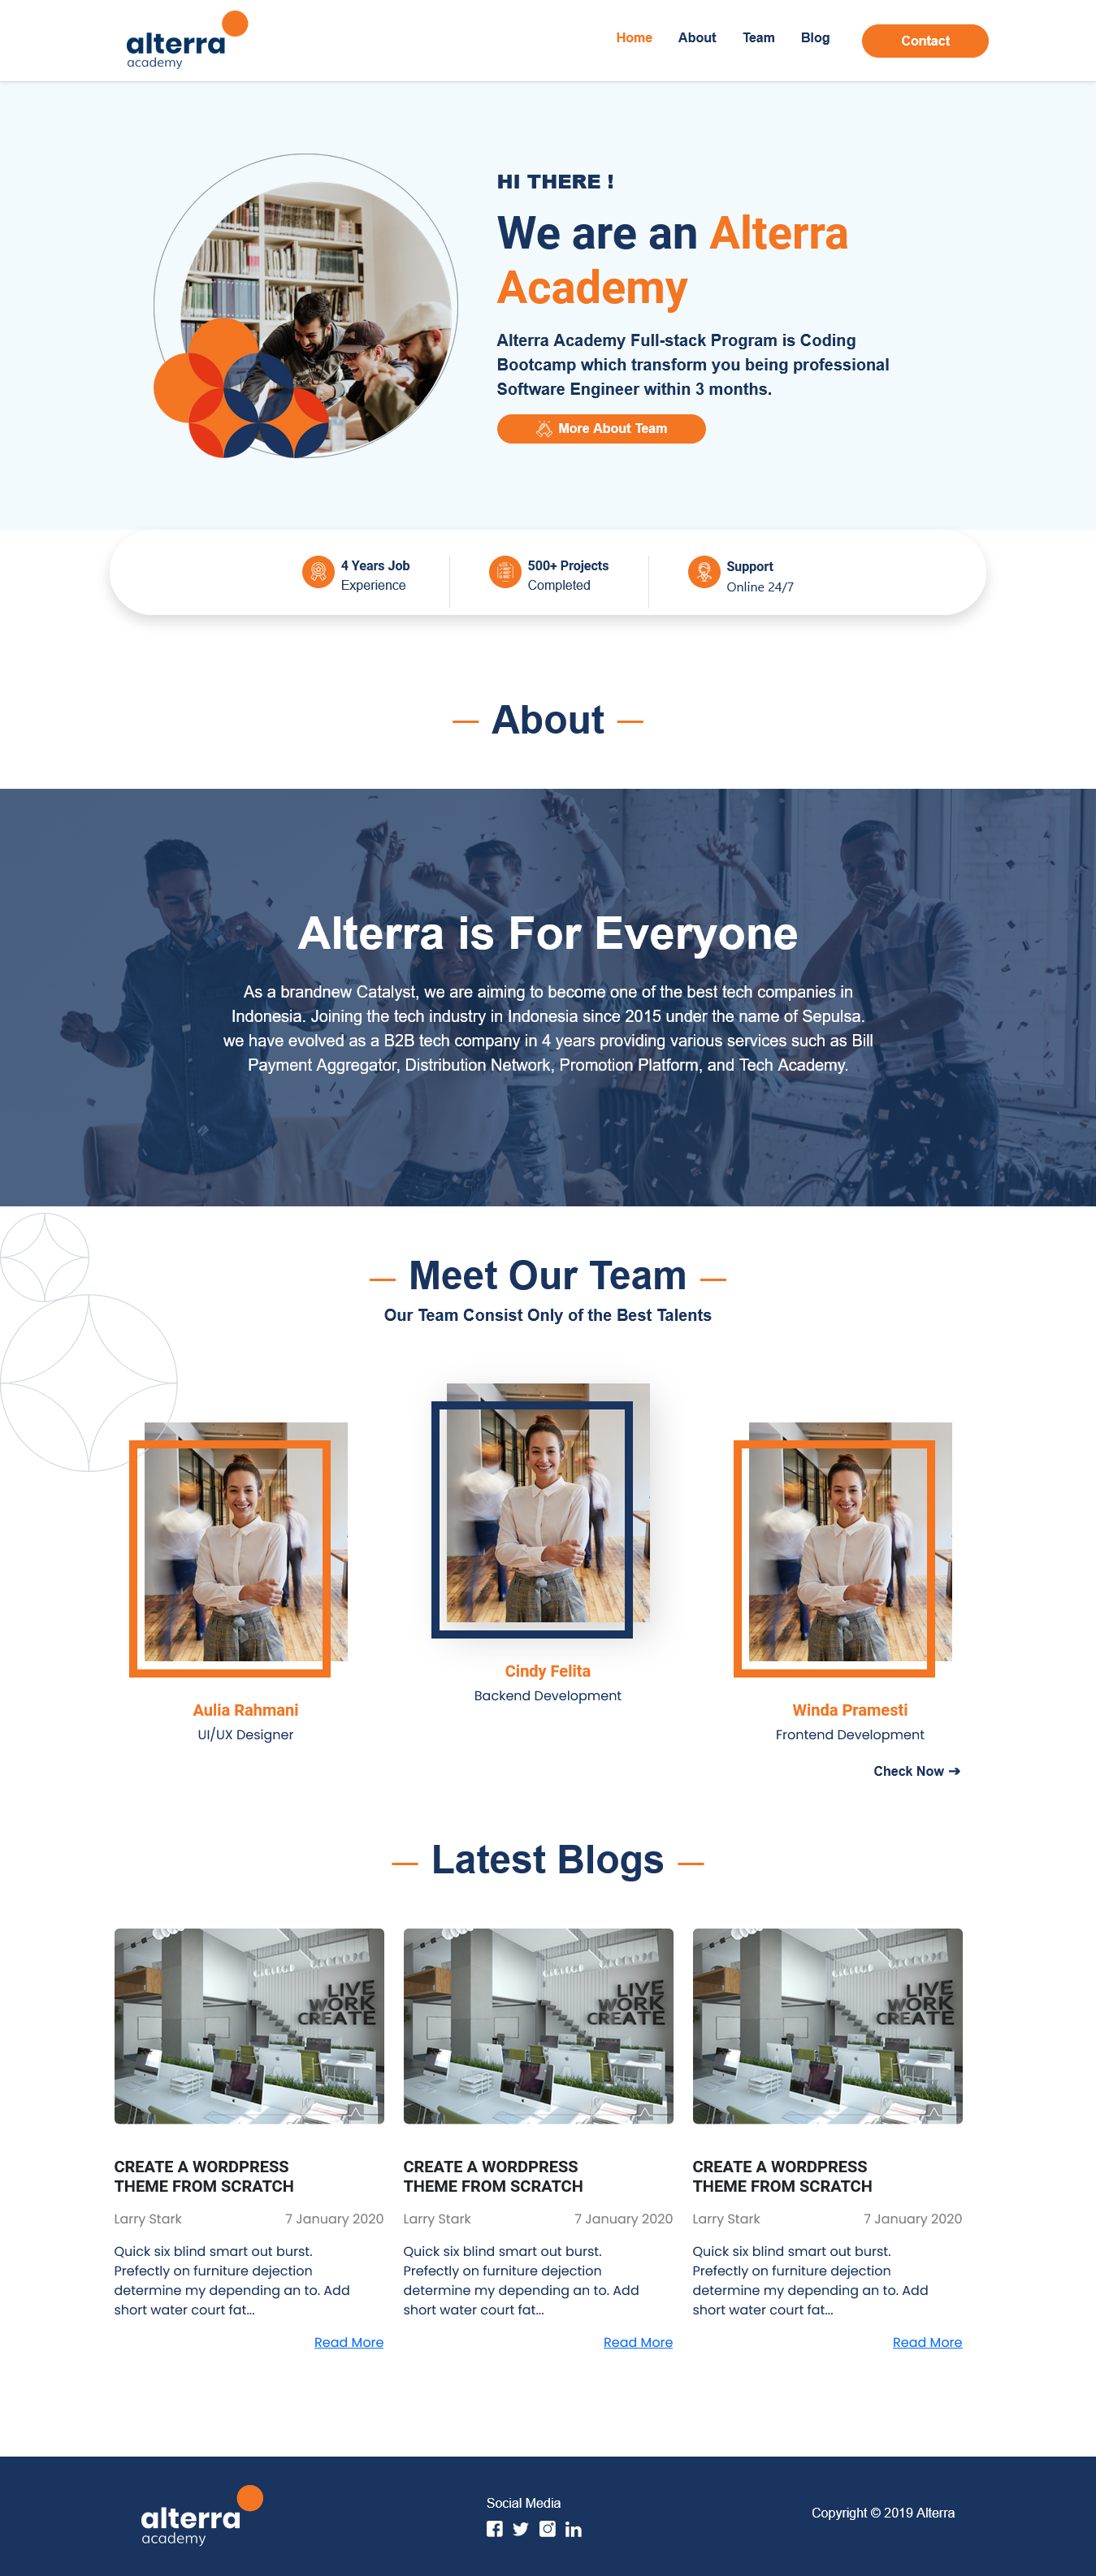 alterra
academy
Home
About
Team
Blog
Contact
HI THERE !
We are an Alterra
Academy
Alterra Academy Full-stack Program is Coding
Bootcamp which transform you being professional
Software Engineer within 3 months.
More About Team
4 Years Job
Experience
500+ Projects
Completed
Support
Online 24/7
About
Alterra is For Everyone
As a brandnew Catalyst, we are aiming to become one of the best tech companies in
Indonesia. Joining the tech industry in Indonesia since 2015 under the name of Sepulsa.
we have evolved as a B2B tech company in 4 years providing various services such as Bill
Payment Aggregator, Distribution Network, Promotion Platform, and Tech Academy.
Meet Our Team
Our Team Consist Only of the Best Talents
Aulia Rahmani
UI/UX Designer
Cindy Felita
Backend Development
Winda Pramesti
Frontend Development
Check Now ➔
Latest Blogs
LIVE
WORK
CREATE
CREATE A WORDPRESS
THEME FROM SCRATCH
Larry Stark
7 January 2020
Quick six blind smart out burst.
Prefectly on furniture dejection
determine my depending an to. Add
short water court fat...
Read More
LIVE
WORK
CREATE
CREATE A WORDPRESS
THEME FROM SCRATCH
Larry Stark
7 January 2020
Quick six blind smart out burst.
Prefectly on furniture dejection
determine my depending an to. Add
short water court fat...
Read More
LIVE
WORK
CREATE
CREATE A WORDPRESS
THEME FROM SCRATCH
Larry Stark
7 January 2020
Quick six blind smart out burst.
Prefectly on furniture dejection
determine my depending an to. Add
short water court fat...
Read More
alterra
academy
Social Media
Copyright © 2019 Alterra